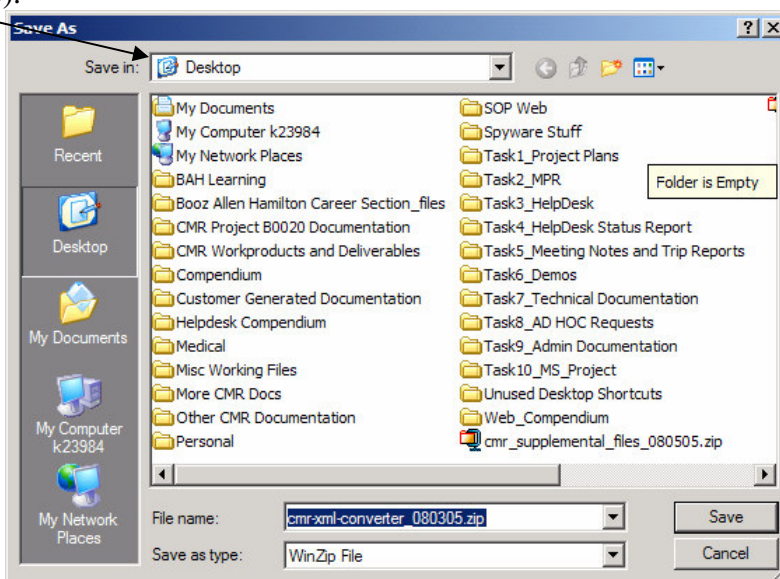 ).
Save As
Save in: Desktop
Recent
Desktop
My Documents
My Computer
k23984
My Network
Places
My Documents
My Computer k23984
My Network Places
BAH Learning
Booz Allen Hamilton Career Section_files
CMR Project B0020 Documentation
CMR Workproducts and Deliverables
Compendium
Customer Generated Documentation
Helpdesk Compendium
Medical
Misc Working Files
More CMR Docs
Other CMR Documentation
Personal
SOP Web
Spyware Stuff
Task1_Project Plans
Task2_MPR
Task3_HelpDesk
Task4_HelpDesk Status Report
Task5_Meeting Notes and Trip Reports
Task6_Demos
Task7_Technical Documentation
Task8_AD HOC Requests
Task9_Admin Documentation
Task10_MS_Project
Unused Desktop Shortcuts
Web_Compendium
cmr_supplemental_files_080505.zip
Folder is Empty
File name: cmr-xml-converter_080305.zip
Save
Save as type: WinZip File
Cancel